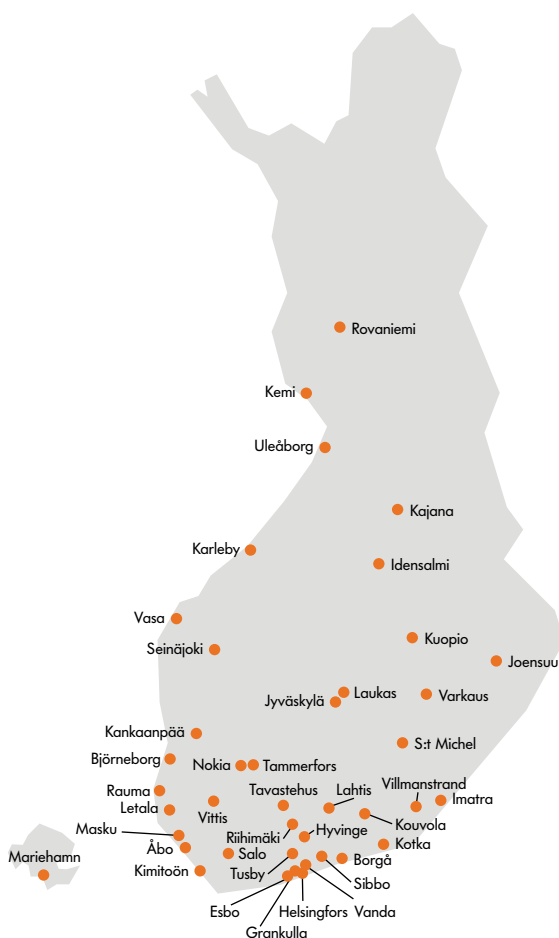 Rovaniemi
Kemi
Uleåborg
Kajana
Karleby
Idensalmi
Vasa
Kuopio
Seinäjoki
Joensuu
Laukas
Varkaus
Jyväskylä
Kankaanpää
S:t Michel
Björneborg
Nokia
Tammerfors
Villmanstrand
Rauma
Tavastehus
Lahtis
Imatra
Letala
Vittis
Masku
Riihimäki
Hyvinge
Kouvola
Kotka
Mariehamn
Åbo
Salo
Borgå
Kimitoön
Tusby
Sibbo
Esbo
Helsingfors
Vanda
Grankulla